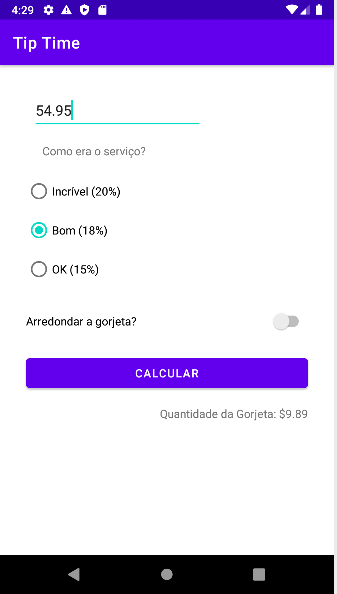 4:29
Tip Time
54.95
Como era o serviço?
Incrível (20%)
Bom (18%)
OK (15%)
Arredondar a gorjeta?
CALCULAR
Quantidade da Gorjeta: $9.89